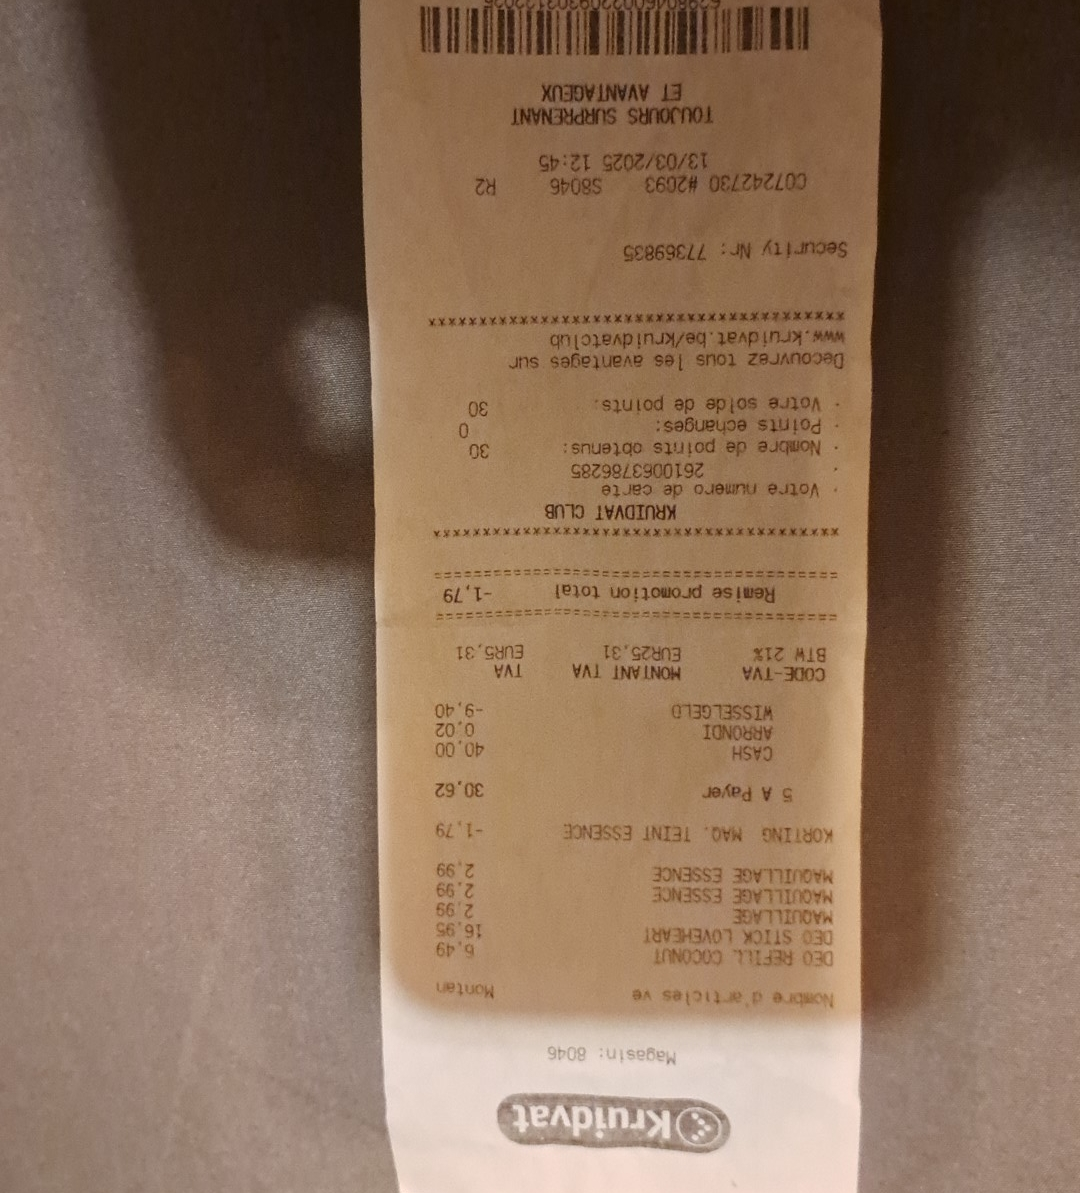 Kruidvat
Magasin: 8046
Nombre d'articles ve Montan
DEO REFILL COCONUT 6,49
DEO STICK LOVEHEART 16,95
MAQUILLAGE 2,99
MAQUILLAGE ESSENCE 2,99
MAQUILLAGE ESSENCE 2,99
KORTING MAQ. TEINT ESSENCE -1,79
5 A Payer 30,62
CASH 40,00
ARRONDI 0,02
WISSELGELD -9,40
CODE-TVA MONTANT TVA TVA
BTW 21% EUR25,31 EUR5,31
==============================================
Remise promotion total -1,79
==============================================
****************************************
KRUIDVAT CLUB
· Votre numero de carte
· 2610063786285
· Nombre de points obtenus: 30
· Points echanges: 0
· Votre solde de points: 30
Decouvrez tous les avantages sur
www.kruidvat.be/kruidvatclub
****************************************
Security Nr: 77369835
C07242730 #2093 S8046 R2
13/03/2025 12:45
TOUJOURS SURPRENANT
ET AVANTAGEUX